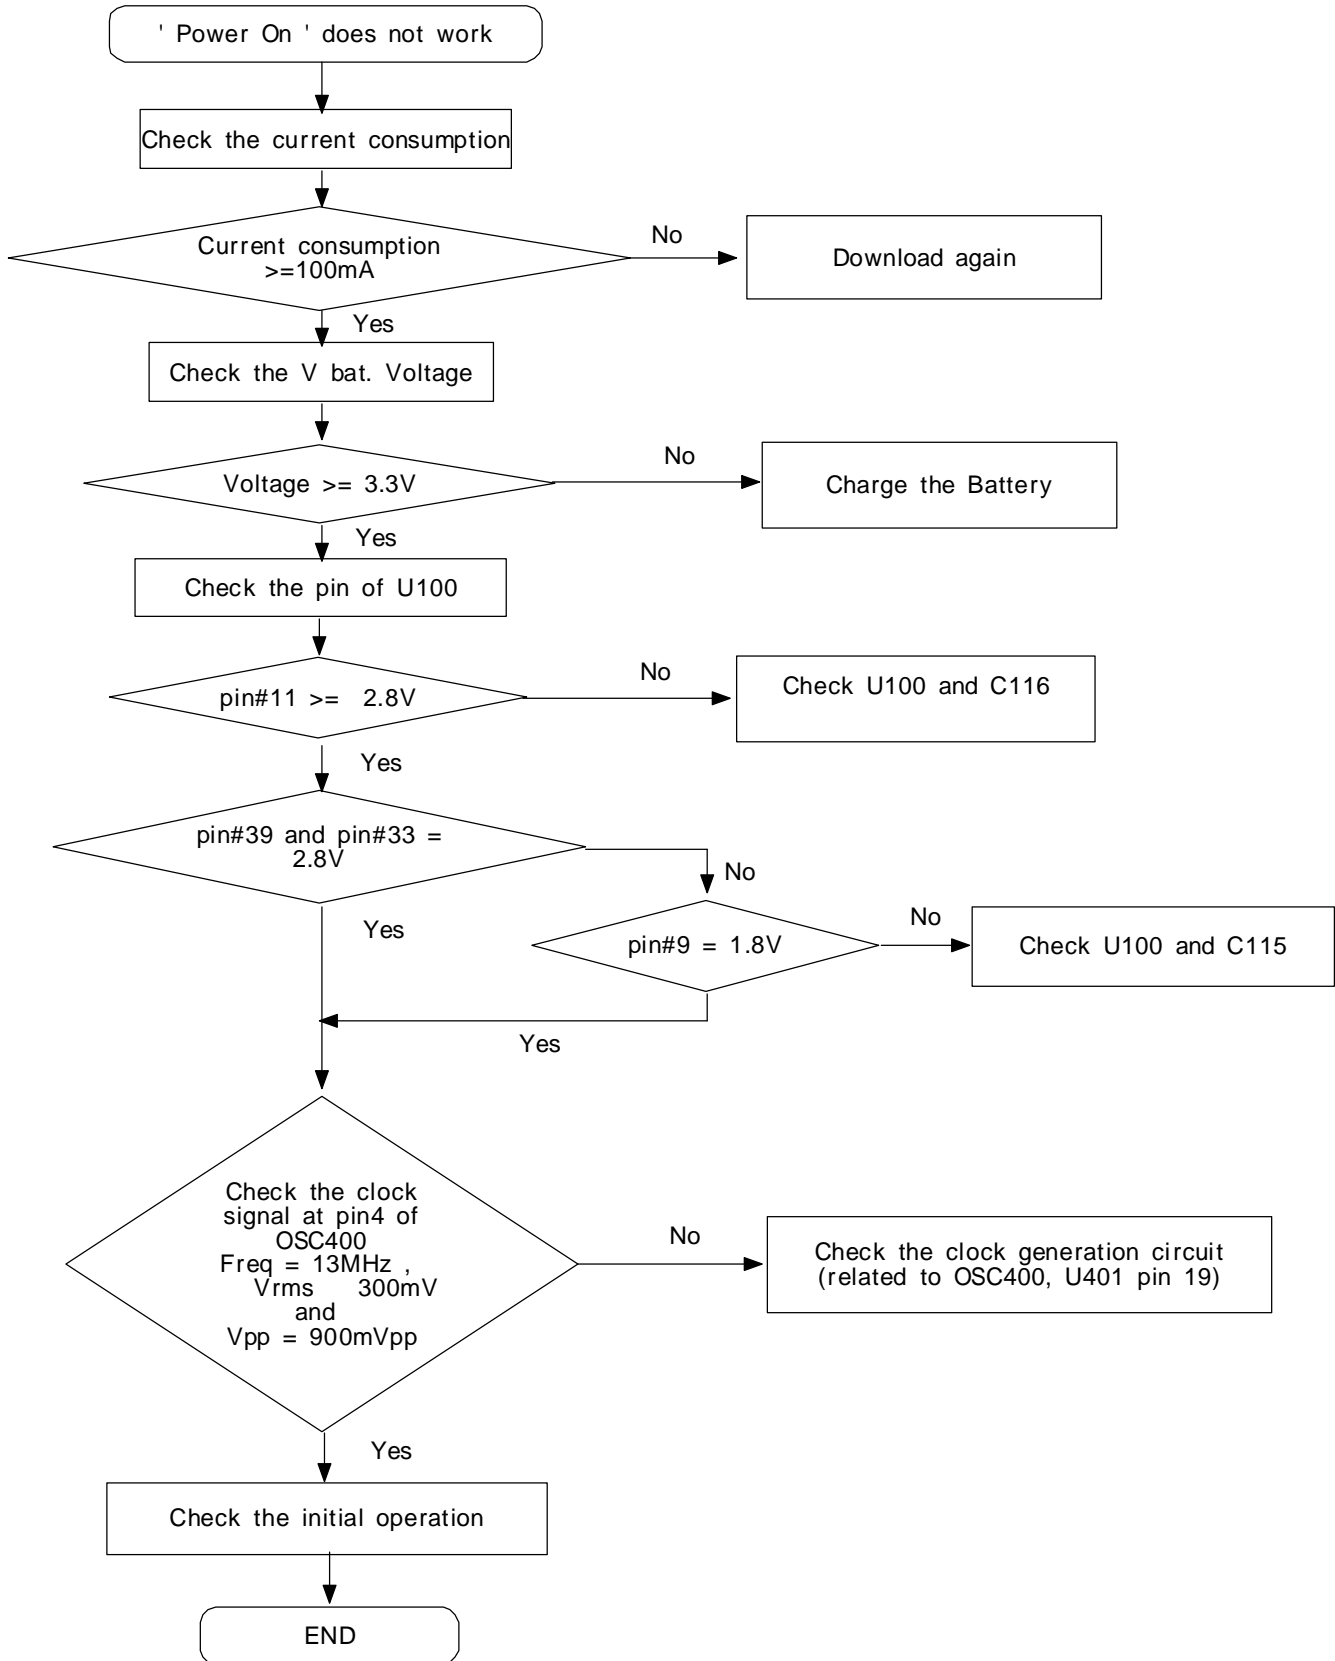 ' Power On ' does not work
Check the current consumption
Current consumption
>=100mA
No
Download again
Yes
Check the V bat. Voltage
Voltage >= 3.3V
No
Charge the Battery
Yes
Check the pin of U100
pin#11 >= 2.8V
No
Check U100 and C116
Yes
pin#39 and pin#33 =
2.8V
No
Yes
pin#9 = 1.8V
No
Check U100 and C115
Yes
Check the clock
signal at pin4 of
OSC400
Freq = 13MHz ,
Vrms 300mV
and
Vpp = 900mVpp
No
Check the clock generation circuit
(related to OSC400, U401 pin 19)
Yes
Check the initial operation
END